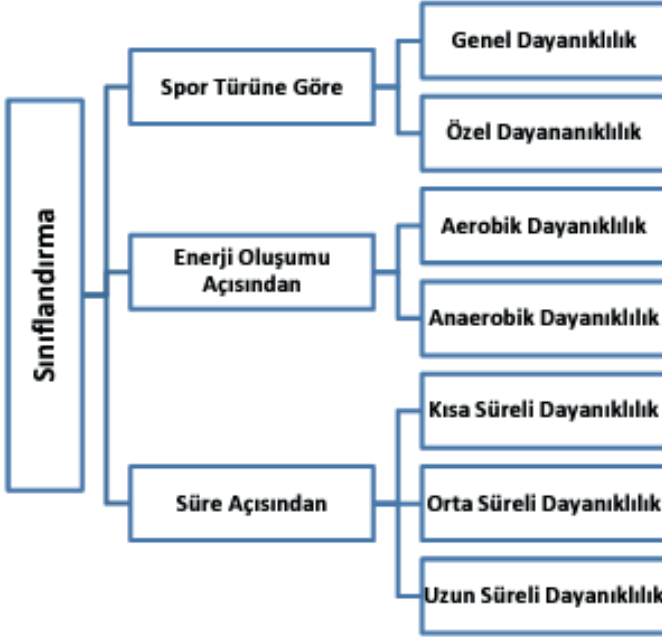 Sınıflandırma
Spor Türüne Göre
Genel Dayanıklılık
Özel Dayananıklılık
Enerji Oluşumu
Açısından
Aerobik Dayanıklılık
Anaerobik Dayanıklılık
Süre Açısından
Kısa Süreli Dayanıklılık
Orta Süreli Dayanıklılık
Uzun Süreli Dayanıklılık